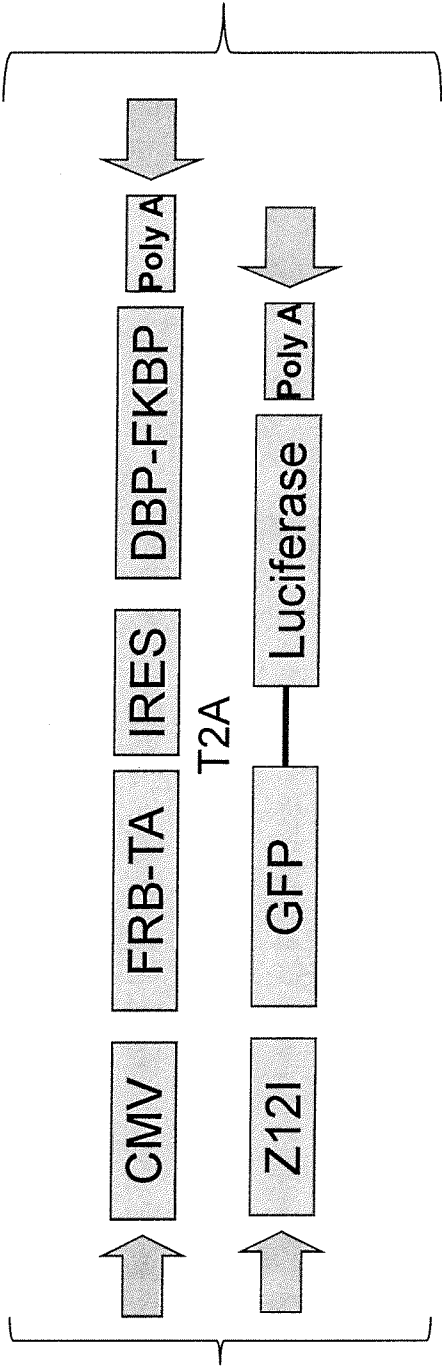 CMV FRB-TA IRES DBP-FKBP Poly A
T2A
Z12I GFP Luciferase Poly A